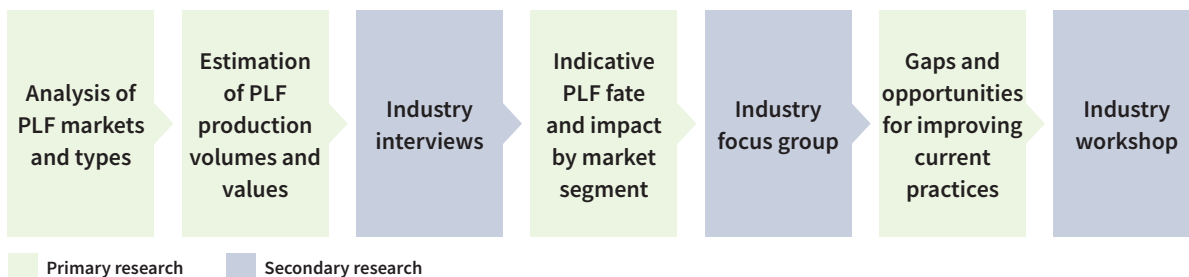 Analysis of
PLF markets
and types
Estimation
of PLF
production
volumes and
values
Industry
interviews
Indicative
PLF fate
and impact
by market
segment
Industry
focus group
Gaps and
opportunities
for improving
current
practices
Industry
workshop
Primary research
Secondary research